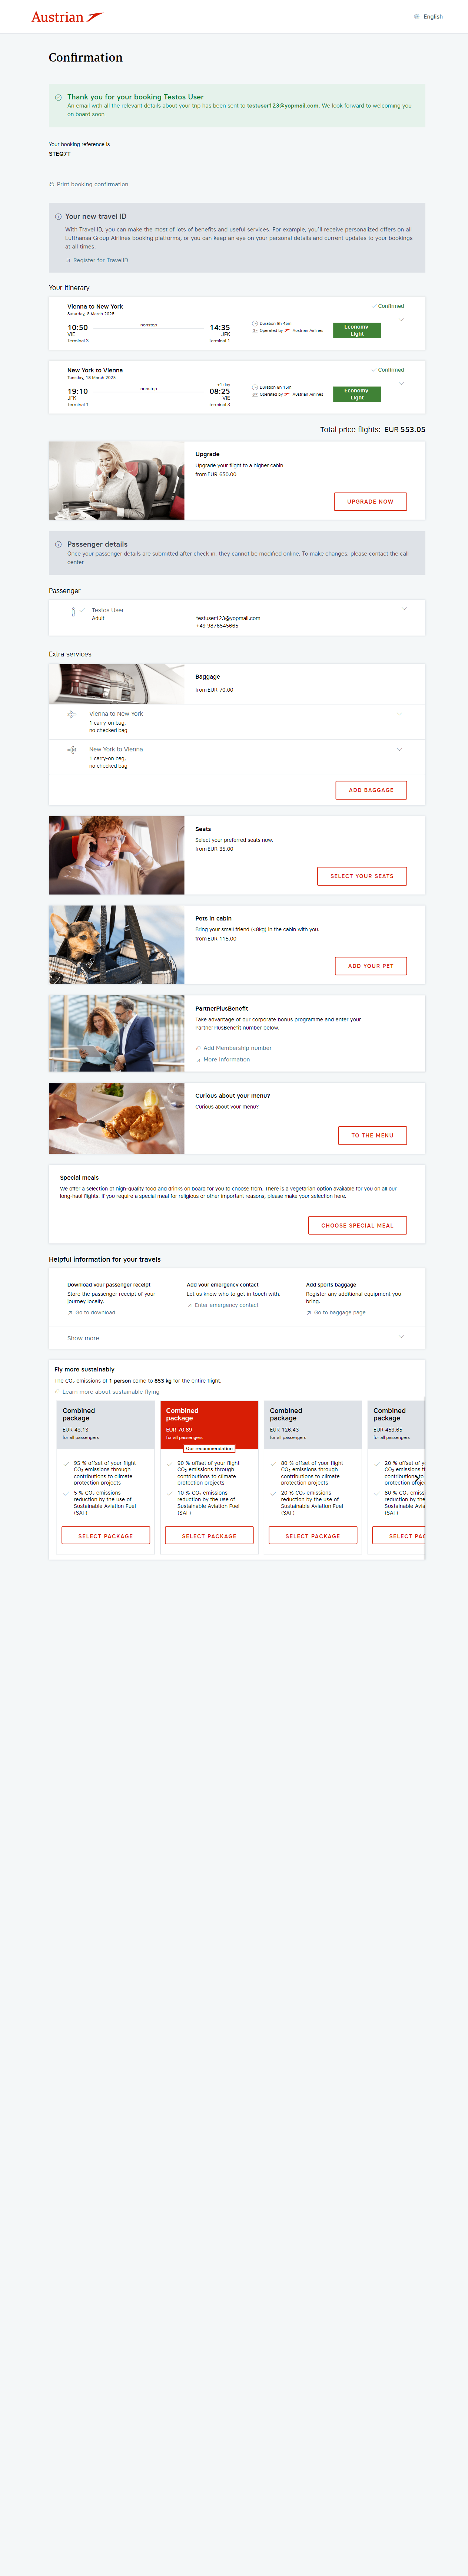 Austrian
English
Confirmation
Thank you for your booking Testos User
An email with all the relevant details about your trip has been sent to testuser123@yopmail.com. We look forward to welcoming you
on board soon.
Your booking reference is
STEQ7T
Print booking confirmation
Your new travel ID
With Travel ID, you can make the most of lots of benefits and useful services. For example, you'll receive personalized offers on all
Lufthansa Group Airlines booking platforms, or you can keep an eye on your personal details and current updates to your bookings
at all times.
Register for TravelID
Your Itinerary
Vienna to New York
Confirmed
Saturday, 8 March 2025
10:50
nonstop
14:35
VIE
JFK
Terminal 3
Terminal 1
Duration 9h 45m
Operated by Austrian Airlines
Economy
Light
New York to Vienna
Confirmed
Tuesday, 18 March 2025
+1 day
19:10
nonstop
08:25
JFK
VIE
Terminal 1
Terminal 3
Duration 8h 15m
Operated by Austrian Airlines
Economy
Light
Total price flights: EUR 553.05
Upgrade
Upgrade your flight to a higher cabin
from EUR 650.00
UPGRADE NOW
Passenger details
Once your passenger details are submitted after check-in, they cannot be modified online. To make changes, please contact the call
center.
Passenger
Testos User
Adult
testuser123@yopmail.com
+49 9876545665
Extra services
Baggage
from EUR 70.00
Vienna to New York
1 carry-on bag,
no checked bag
New York to Vienna
1 carry-on bag,
no checked bag
ADD BAGGAGE
Seats
Select your preferred seats now.
from EUR 35.00
SELECT YOUR SEATS
Pets in cabin
Bring your small friend (<8kg) in the cabin with you.
from EUR 115.00
ADD YOUR PET
PartnerPlusBenefit
Take advantage of our corporate bonus programme and enter your
PartnerPlusBenefit number below.
Add Membership number
More Information
Curious about your menu?
Curious about your menu?
TO THE MENU
Special meals
We offer a selection of high-quality food and drinks on board for you to choose from. There is a vegetarian option available for you on all our
long-haul flights. If you require a special meal for religious or other important reasons, please make your selection here.
CHOOSE SPECIAL MEAL
Helpful information for your travels
Download your passenger receipt
Store the passenger receipt of your
journey locally.
Go to download
Add your emergency contact
Let us know who to get in touch with.
Enter emergency contact
Add sports baggage
Register any additional equipment you
bring.
Go to baggage page
Show more
Fly more sustainably
The CO₂ emissions of 1 person come to 853 kg for the entire flight.
Learn more about sustainable flying
Combined
package
EUR 43.13
for all passengers
95 % offset of your flight
CO₂ emissions through
contributions to climate
protection projects
5 % CO₂ emissions
reduction by the use of
Sustainable Aviation Fuel
(SAF)
SELECT PACKAGE
Combined
package
EUR 70.89
for all passengers
Our recommendation
90 % offset of your flight
CO₂ emissions through
contributions to climate
protection projects
10 % CO₂ emissions
reduction by the use of
Sustainable Aviation Fuel
(SAF)
SELECT PACKAGE
Combined
package
EUR 126.43
for all passengers
80 % offset of your flight
CO₂ emissions through
contributions to climate
protection projects
20 % CO₂ emissions
reduction by the use of
Sustainable Aviation Fuel
(SAF)
SELECT PACKAGE
Combined
package
EUR 459.65
for all passengers
20 % offset of
CO₂ emissions
contributions
protection
80 % CO₂
reduction by the
Sustainable
(SAF)
SELECT